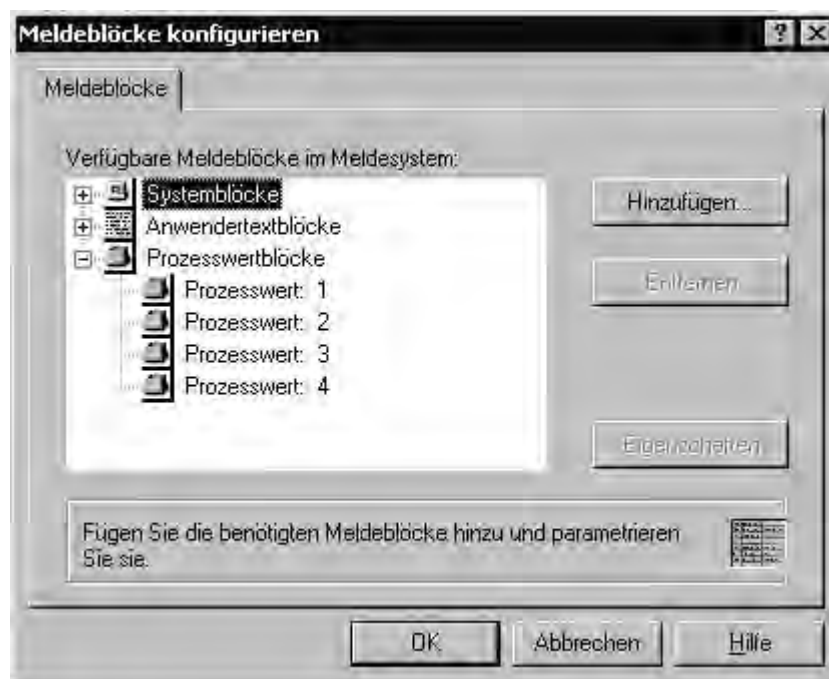 Meldeblöcke konfigurieren
Meldeblöcke
Verfügbare Meldeblöcke im Meldesystem:
Systemblöcke
Anwendertextblöcke
Prozesswertblöcke
Prozesswert: 1
Prozesswert: 2
Prozesswert: 3
Prozesswert: 4
Hinzufügen...
Entfernen
Eigenschaften
Fügen Sie die benötigten Meldeblöcke hinzu und parametrieren
Sie sie.
OK
Abbrechen
Hilfe